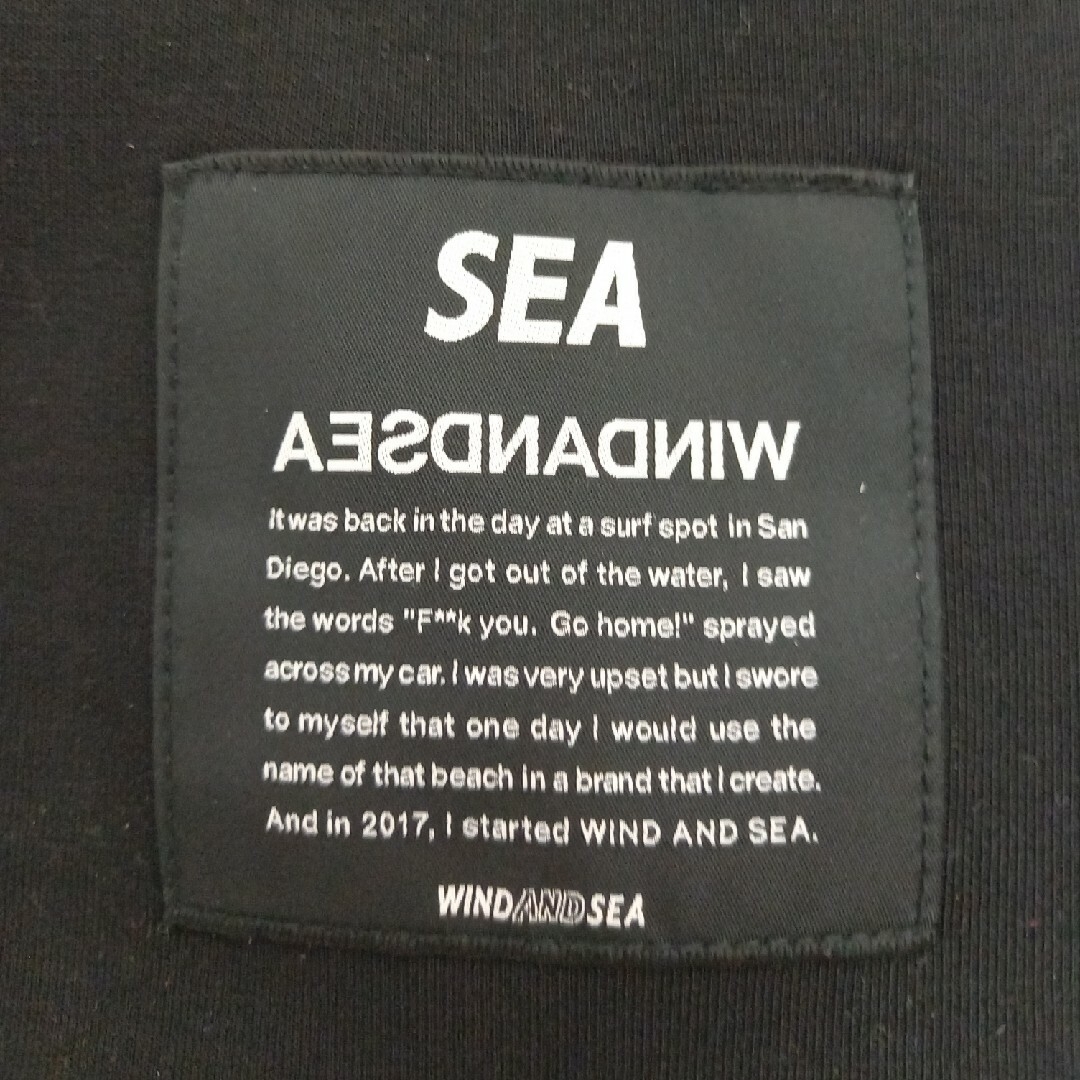 SEA
WINDANDSEA
It was back in the day at a surf spot in San
Diego. After I got out of the water, I saw
the words "F**k you. Go home!" sprayed
across my car. I was very upset but I swore
to myself that one day I would use the
name of that beach in a brand that I create.
And in 2017, I started WIND AND SEA.
WINDANDSEA